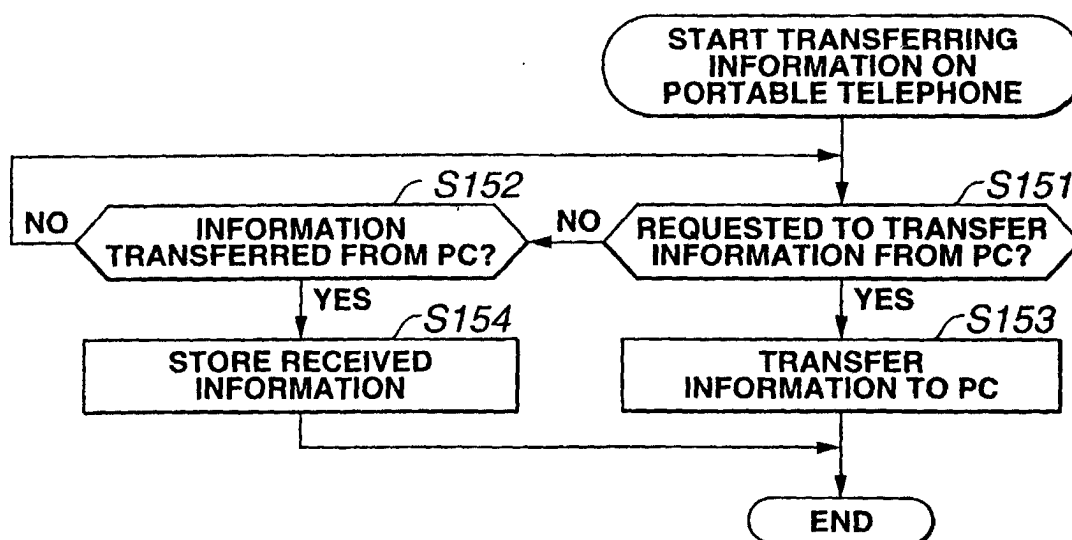 START TRANSFERRING
INFORMATION ON
PORTABLE TELEPHONE
S152
S151
NO
INFORMATION
TRANSFERRED FROM PC?
NO
REQUESTED TO TRANSFER
INFORMATION FROM PC?
YES
YES
S154
S153
STORE RECEIVED
INFORMATION
TRANSFER
INFORMATION TO PC
END